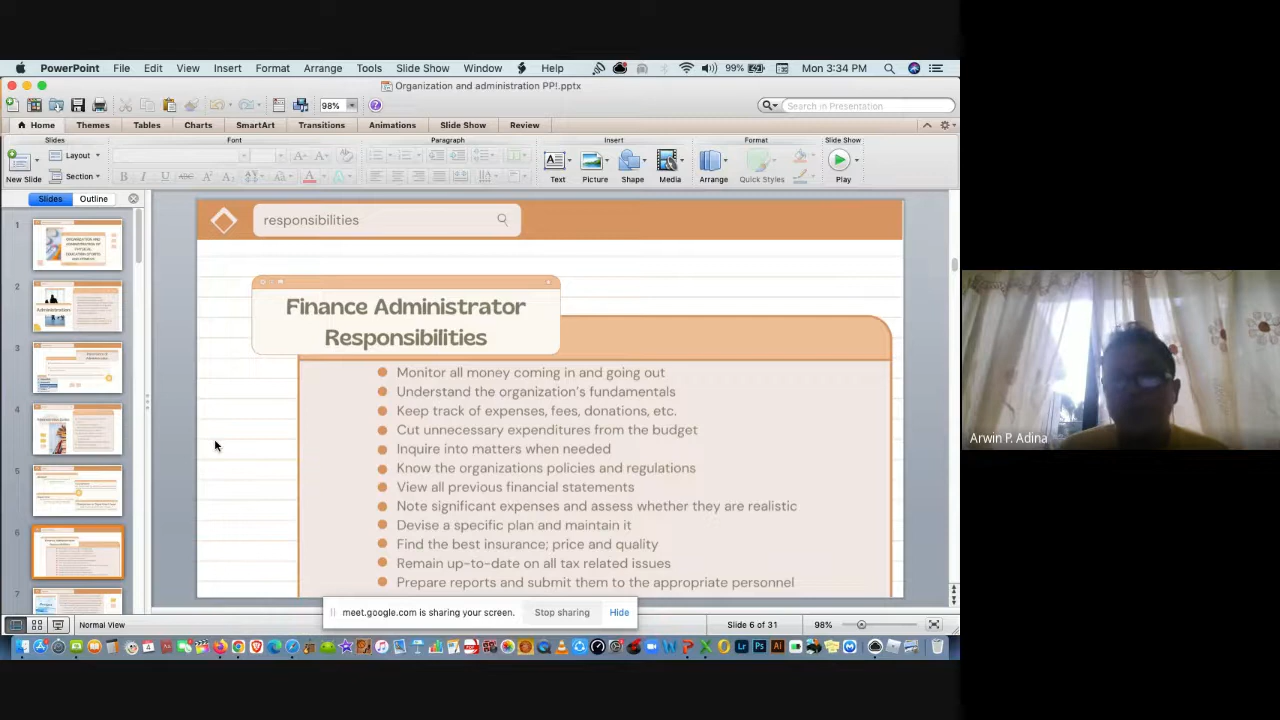 PowerPoint File Edit View Insert Format Arrange Tools Slide Show Window Help 99% Mon 3:34 PM
Organization and administration PP!.pptx
98% Search in Presentation
Home Themes Tables Charts SmartArt Transitions Animations Slide Show Review
Slides Font Paragraph Insert Format Slide Show
New Slide Layout Section Text Picture Shape Media Arrange Quick Styles Play
Slides Outline
responsibilities
Finance Administrator
Responsibilities
Monitor all money coming in and going out
Understand the organization's fundamentals
Keep track of expenses, fees, donations, etc.
Cut unnecessary expenditures from the budget
Inquire into matters when needed
Know the organizations policies and regulations
View all previous financial statements
Note significant expenses and assess whether they are realistic
Devise a specific plan and maintain it
Find the best insurance; price and quality
Remain up-to-date on all tax related issues
Prepare reports and submit them to the appropriate personnel
1
2
3
4
5
6
7
meet.google.com is sharing your screen. Stop sharing Hide
Normal View Slide 6 of 31 98%
Arwin P. Adina